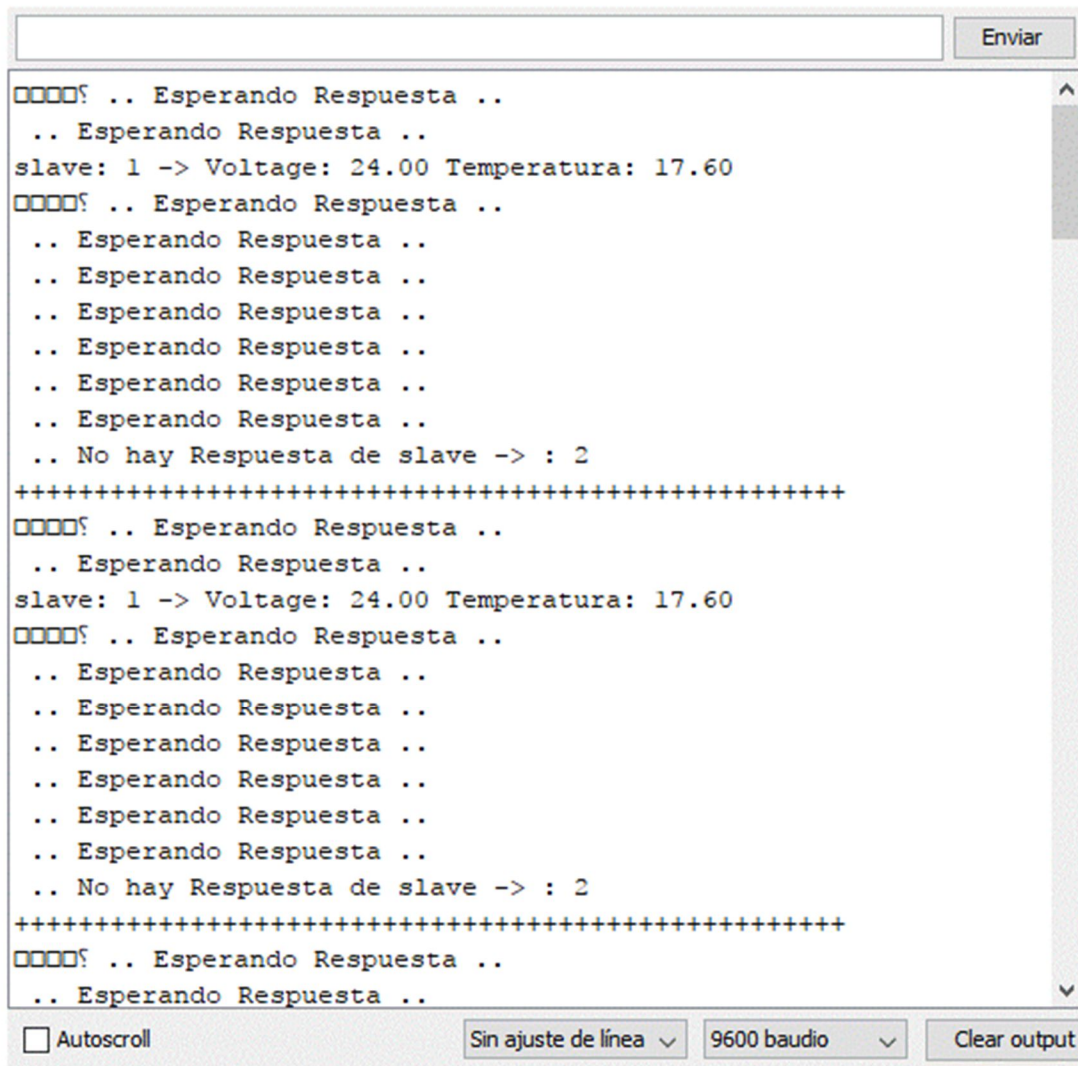 Enviar
□□□□⸮ .. Esperando Respuesta ..
.. Esperando Respuesta ..
slave: 1 -> Voltage: 24.00 Temperatura: 17.60
□□□□⸮ .. Esperando Respuesta ..
.. Esperando Respuesta ..
.. Esperando Respuesta ..
.. Esperando Respuesta ..
.. Esperando Respuesta ..
.. Esperando Respuesta ..
.. Esperando Respuesta ..
.. No hay Respuesta de slave -> : 2
++++++++++++++++++++++++++++++++++++++++++++++++++++
□□□□⸮ .. Esperando Respuesta ..
.. Esperando Respuesta ..
slave: 1 -> Voltage: 24.00 Temperatura: 17.60
□□□□⸮ .. Esperando Respuesta ..
.. Esperando Respuesta ..
.. Esperando Respuesta ..
.. Esperando Respuesta ..
.. Esperando Respuesta ..
.. Esperando Respuesta ..
.. Esperando Respuesta ..
.. No hay Respuesta de slave -> : 2
++++++++++++++++++++++++++++++++++++++++++++++++++++
□□□□⸮ .. Esperando Respuesta ..
.. Esperando Respuesta ..
Autoscroll Sin ajuste de línea 9600 baudio Clear output